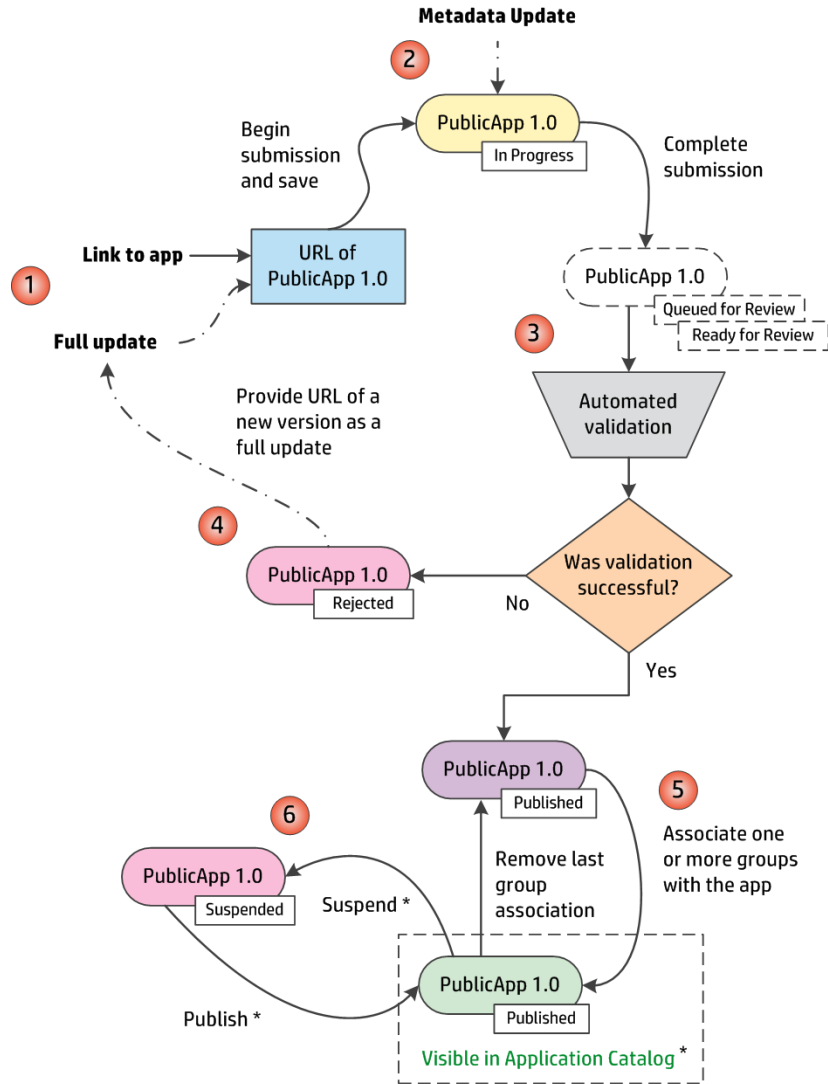 Metadata Update
2
PublicApp 1.0
In Progress
Begin
submission
and save
Complete
submission
Link to app
URL of
PublicApp 1.0
1
Full update
PublicApp 1.0
Queued for Review
Ready for Review
3
Automated
validation
Provide URL of a
new version as a
full update
4
PublicApp 1.0
Rejected
No
Was validation
successful?
Yes
PublicApp 1.0
Published
5
Associate one
or more groups
with the app
Remove last
group
association
6
PublicApp 1.0
Suspended
Suspend *
Publish *
PublicApp 1.0
Published
Visible in Application Catalog *